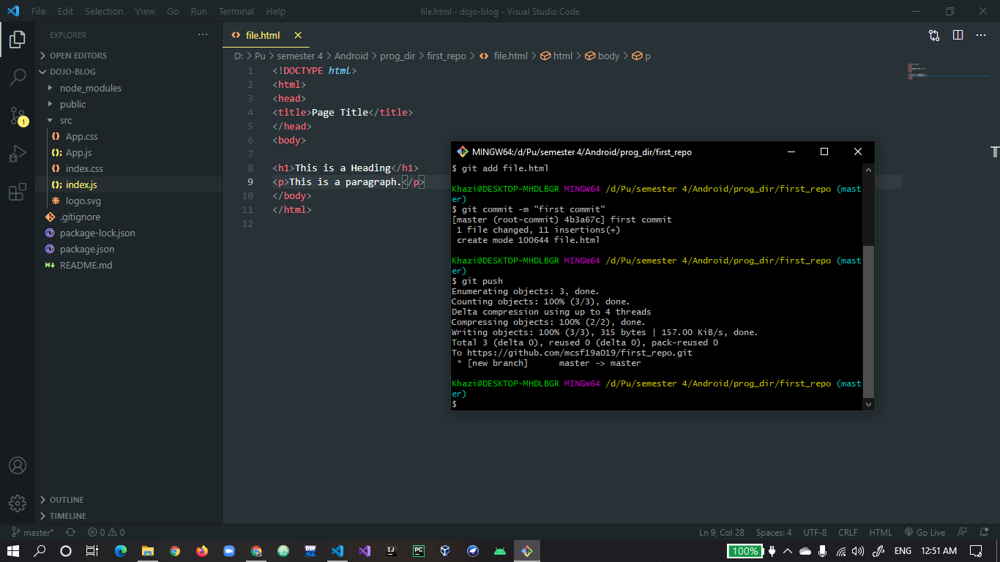 File Edit Selection View Go Run Terminal Help
file.html - dojo-blog - Visual Studio Code
EXPLORER
OPEN EDITORS
DOJO-BLOG
node_modules
public
src
App.css
App.js
index.css
index.js
logo.svg
.gitignore
package-lock.json
package.json
README.md
OUTLINE
TIMELINE
1
file.html
D: > Pu > semester 4 > Android > prog_dir > first_repo > file.html > html > body > p
1 <!DOCTYPE html>
2 <html>
3 <head>
4 <title>Page Title</title>
5 </head>
6 <body>
7
8 <h1>This is a Heading</h1>
9 <p>This is a paragraph.</p>
10 </body>
11 </html>
12
MINGW64:/d/Pu/semester 4/Android/prog_dir/first_repo
$ git add file.html
Khazi@DESKTOP-MHDLBGR MINGW64 /d/Pu/semester 4/Android/prog_dir/first_repo (mast
er)
$ git commit -m "first commit"
[master (root-commit) 4b3a67c] first commit
1 file changed, 11 insertions(+)
create mode 100644 file.html
Khazi@DESKTOP-MHDLBGR MINGW64 /d/Pu/semester 4/Android/prog_dir/first_repo (mast
er)
$ git push
Enumerating objects: 3, done.
Counting objects: 100% (3/3), done.
Delta compression using up to 4 threads
Compressing objects: 100% (2/2), done.
Writing objects: 100% (3/3), 315 bytes | 157.00 KiB/s, done.
Total 3 (delta 0), reused 0 (delta 0), pack-reused 0
To https://github.com/mcsf19a019/first_repo.git
* [new branch] master -> master
Khazi@DESKTOP-MHDLBGR MINGW64 /d/Pu/semester 4/Android/prog_dir/first_repo (mast
er)
$
master* 0 0 Ln 9, Col 28 Spaces: 4 UTF-8 CRLF HTML Go Live
100% ENG 12:51 AM